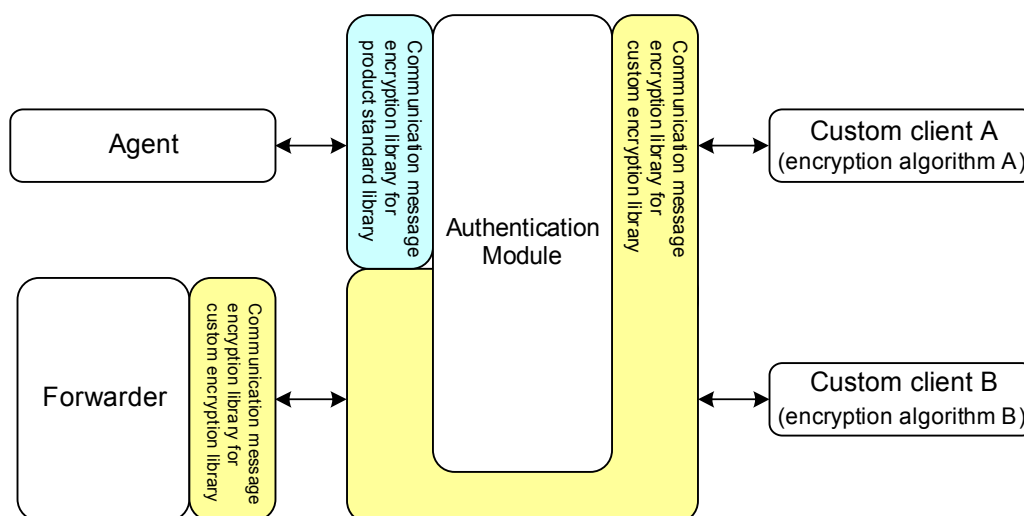 Agent
Communication message
encryption library for
product standard library
Authentication
Module
Communication message
encryption library for
custom encryption library
Custom client A
(encryption algorithm A)
Forwarder
Communication message
encryption library for
custom encryption library
Custom client B
(encryption algorithm B)